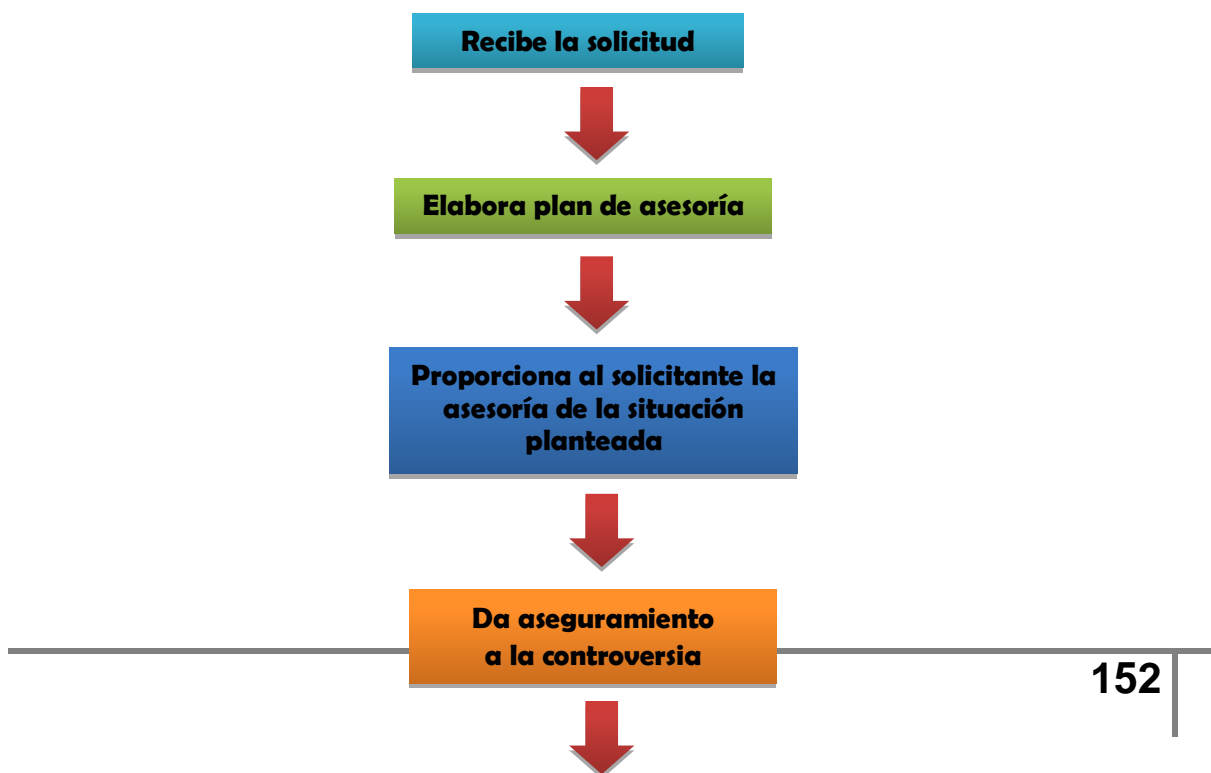 Recibe la solicitud
Elabora plan de asesoría
Proporciona al solicitante la
asesoría de la situación
planteada
Da aseguramiento
a la controversia
152